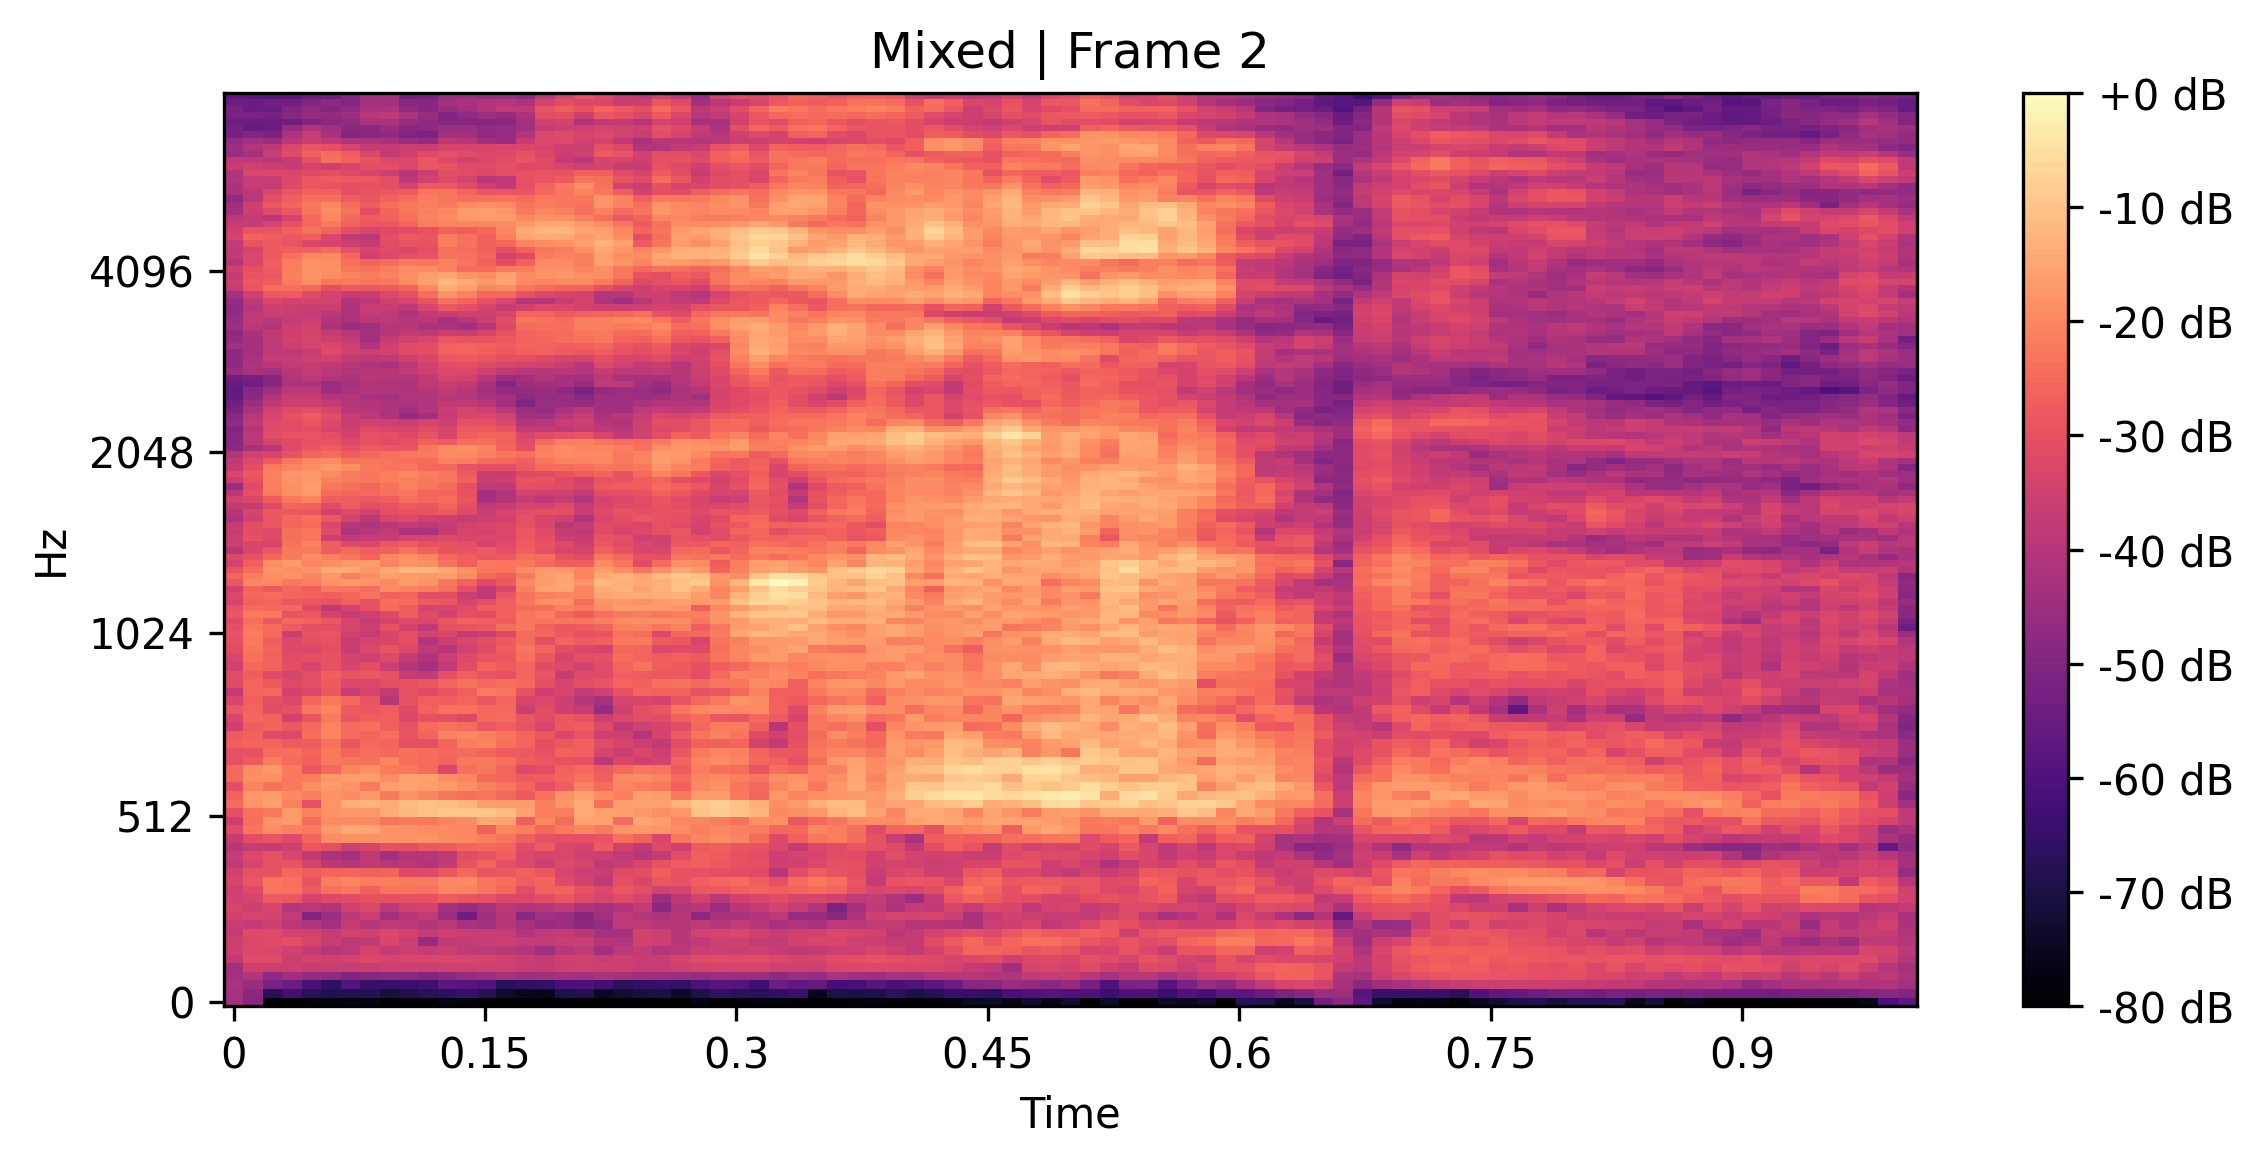 Mixed | Frame 2
Hz
4096
2048
1024
512
0
0 0.15 0.3 0.45 0.6 0.75 0.9
Time
+0 dB
-10 dB
-20 dB
-30 dB
-40 dB
-50 dB
-60 dB
-70 dB
-80 dB